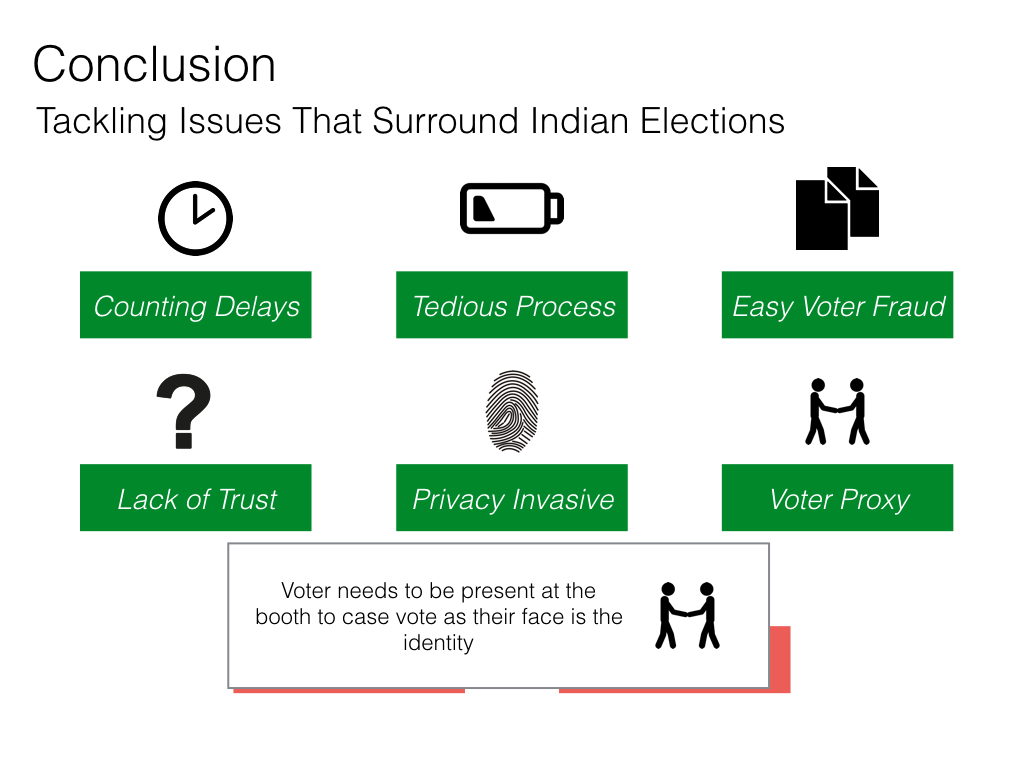 Conclusion
Tackling Issues That Surround Indian Elections
Counting Delays
Tedious Process
Easy Voter Fraud
?
Lack of Trust
Privacy Invasive
Voter Proxy
Voter needs to be present at the
booth to case vote as their face is the
identity